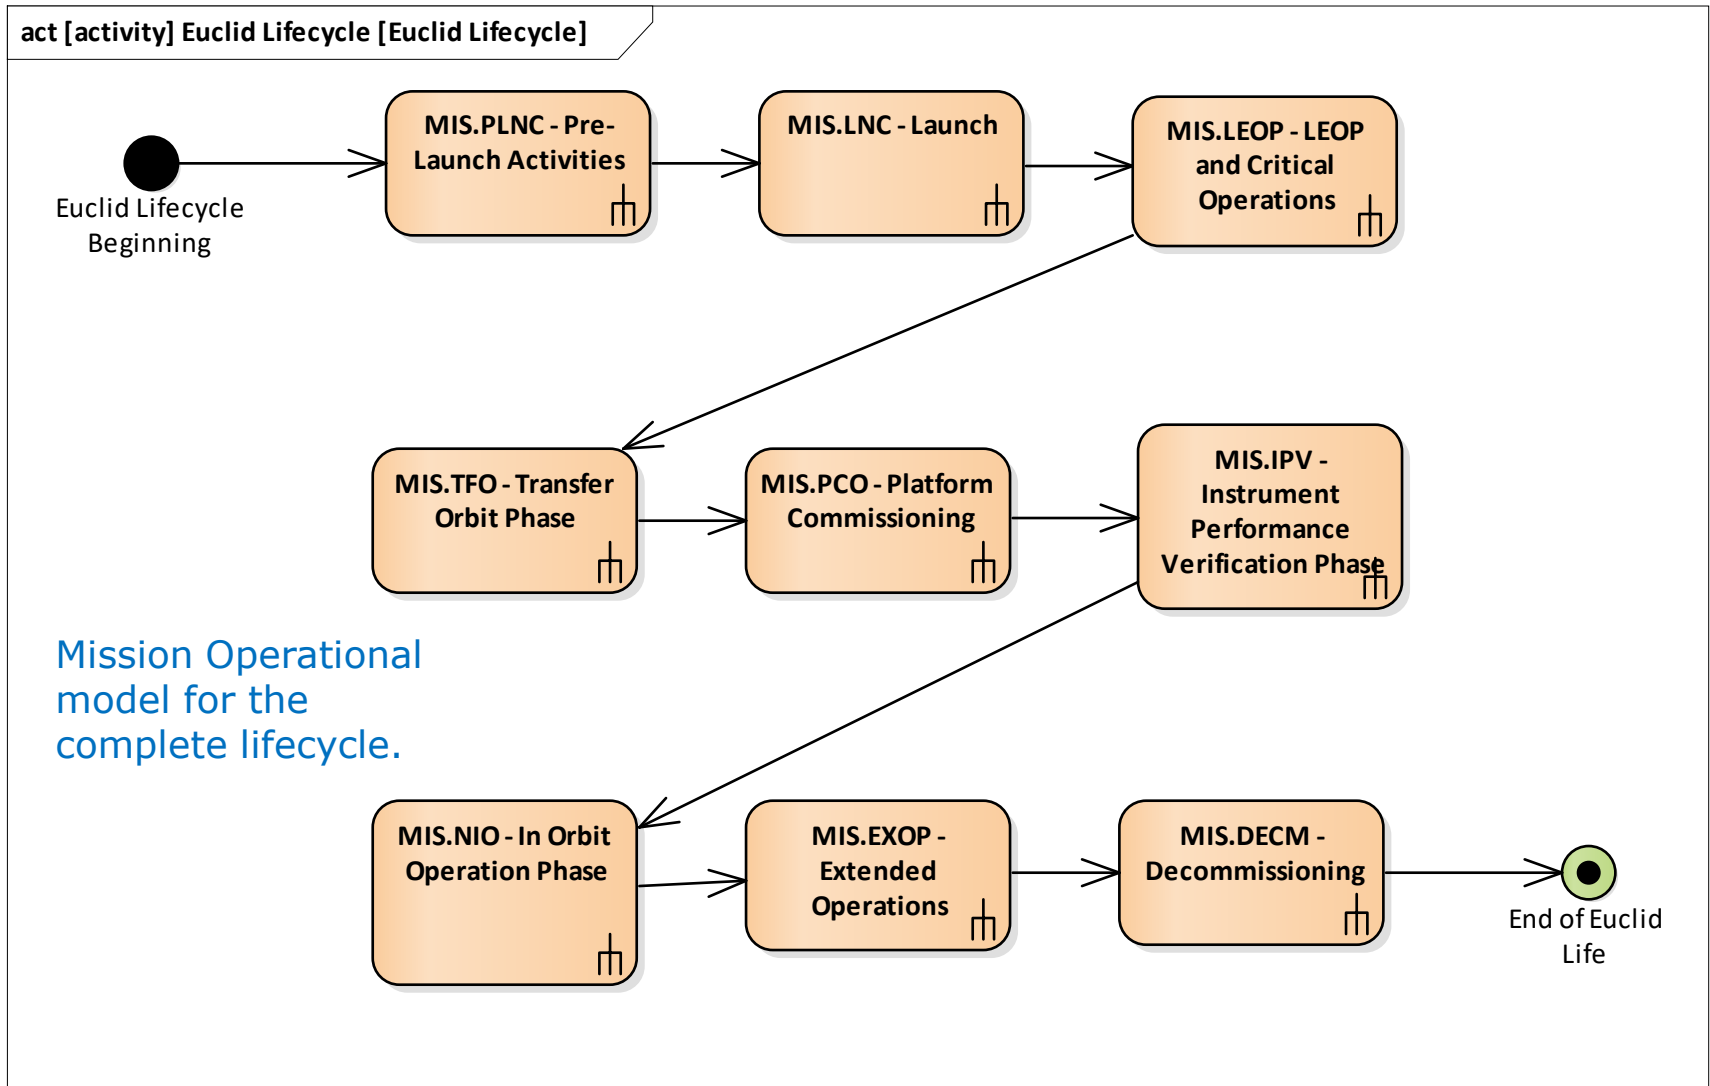 act [activity] Euclid Lifecycle [Euclid Lifecycle]
Euclid Lifecycle
Beginning
MIS.PLNC - Pre-
Launch Activities
MIS.LNC - Launch
MIS.LEOP - LEOP
and Critical
Operations
MIS.TFO - Transfer
Orbit Phase
MIS.PCO - Platform
Commissioning
MIS.IPV -
Instrument
Performance
Verification Phase
Mission Operational
model for the
complete lifecycle.
MIS.NIO - In Orbit
Operation Phase
MIS.EXOP -
Extended
Operations
MIS.DECM -
Decommissioning
End of Euclid
Life